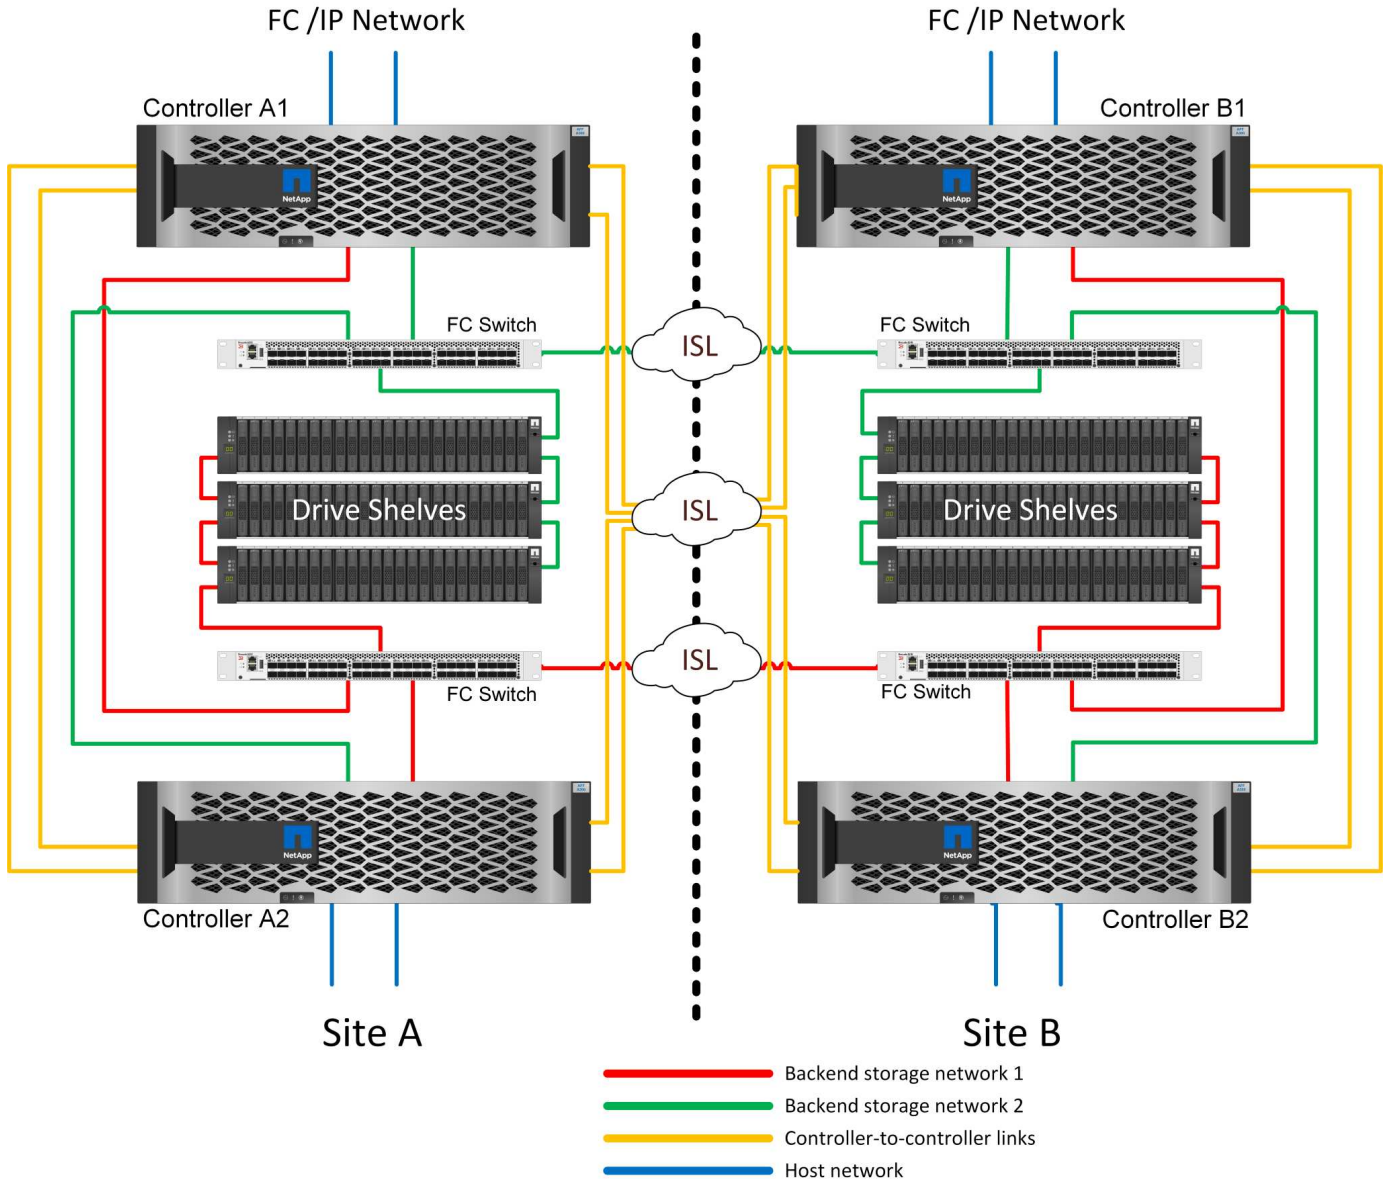 FC /IP Network
FC /IP Network
Controller A1
Controller B1
NetApp
NetApp
FC Switch
ISL
FC Switch
Drive Shelves
ISL
Drive Shelves
ISL
FC Switch
FC Switch
NetApp
NetApp
Controller A2
Controller B2
Site A
Site B
Backend storage network 1
Backend storage network 2
Controller-to-controller links
Host network